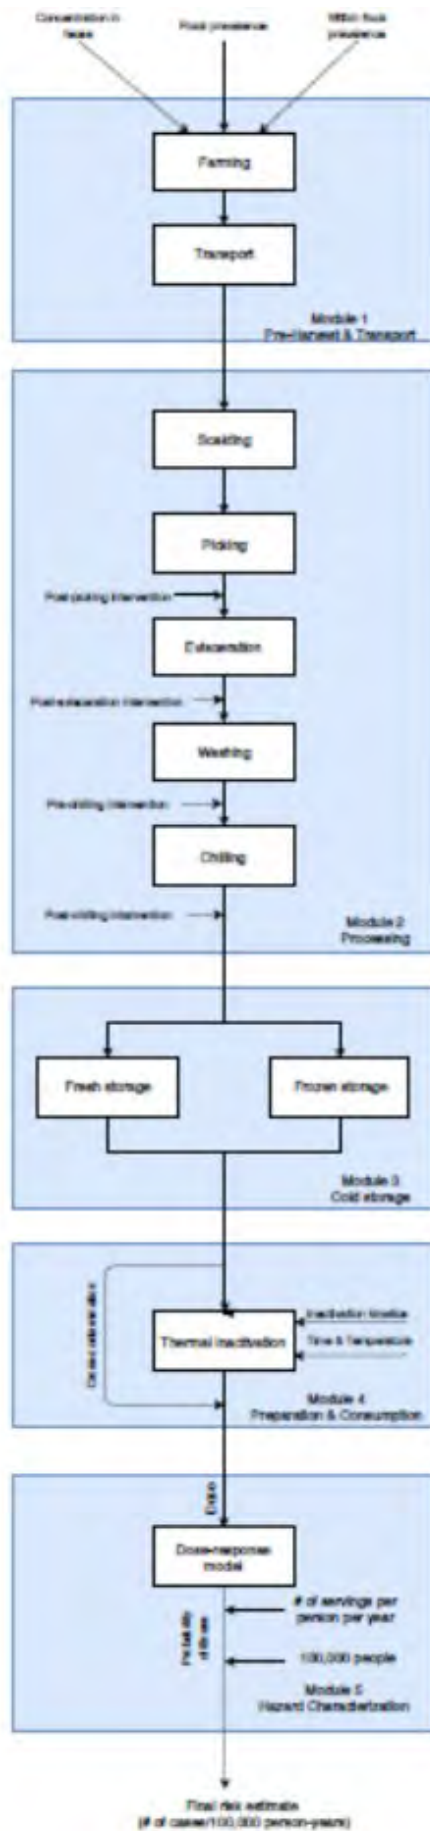 Concentration in
feces
Flock prevalence
Within flock
prevalence
Farming
Transport
Module 1
Pre-Harvest & Transport
Scalding
Picking
Post-picking intervention
Evisceration
Post-evisceration intervention
Washing
Pre-chilling intervention
Chilling
Post-chilling intervention
Module 2
Processing
Fresh storage
Frozen storage
Module 3
Cold storage
Cross-contamination
Inactivation kinetics
Thermal inactivation
Time & Temperature
Module 4
Preparation & Consumption
Dose
Dose-response
model
Probability
of illness
# of servings per
person per year
100,000 people
Module 5
Hazard Characterization
Final risk estimate
(# of cases/100,000 person-years)